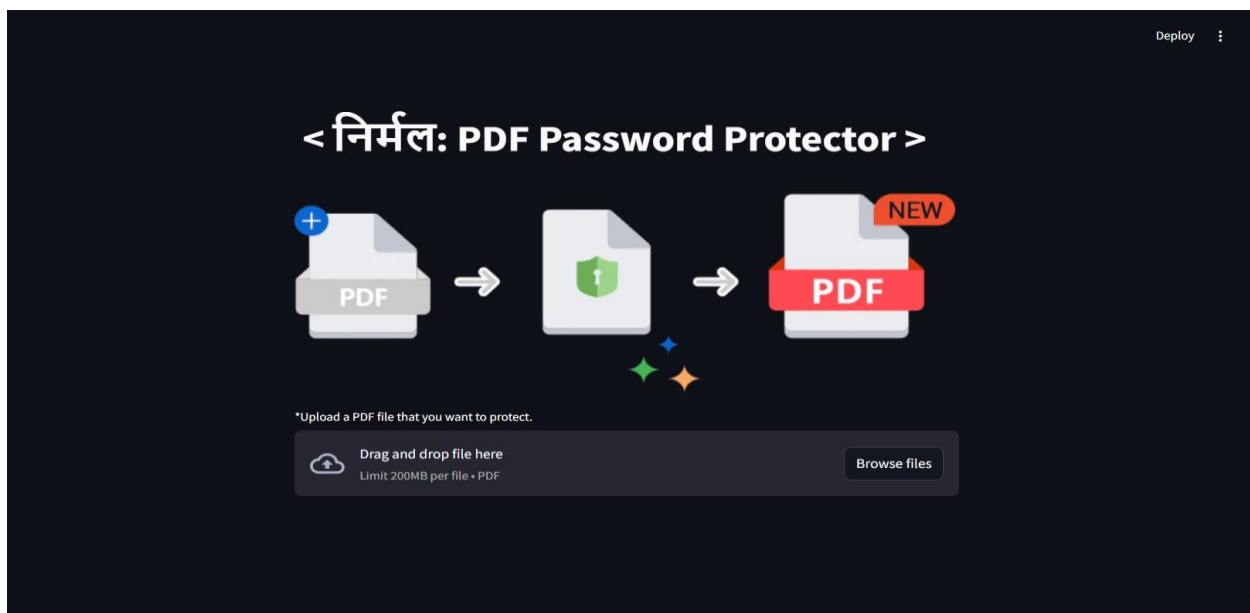 Deploy
< निर्मल: PDF Password Protector >
NEW
PDF
PDF
*Upload a PDF file that you want to protect.
Drag and drop file here
Limit 200MB per file • PDF
Browse files